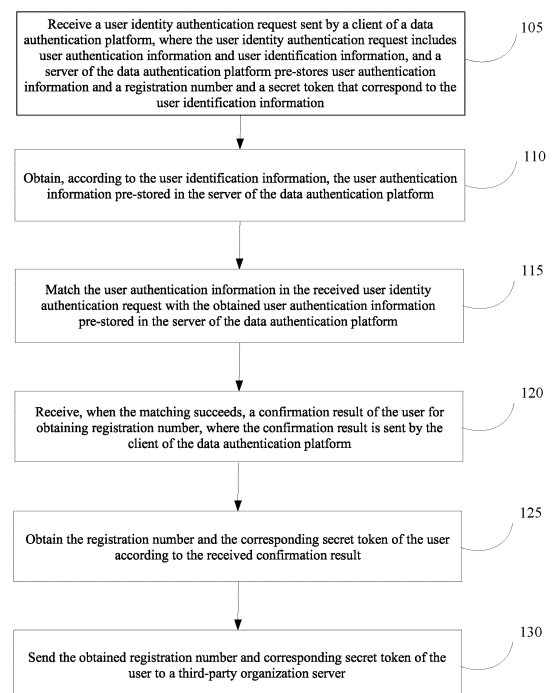 Receive a user identity authentication request sent by a client of a data
authentication platform, where the user identity authentication request includes
user authentication information and user identification information, and a
server of the data authentication platform pre-stores user authentication
information and a registration number and a secret token that correspond to the
user identification information
105
Obtain, according to the user identification information, the user authentication
information pre-stored in the server of the data authentication platform
110
Match the user authentication information in the received user identity
authentication request with the obtained user authentication information
pre-stored in the server of the data authentication platform
115
Receive, when the matching succeeds, a confirmation result of the user for
obtaining registration number, where the confirmation result is sent by the
client of the data authentication platform
120
Obtain the registration number and the corresponding secret token of the user
according to the received confirmation result
125
Send the obtained registration number and corresponding secret token of the
user to a third-party organization server
130